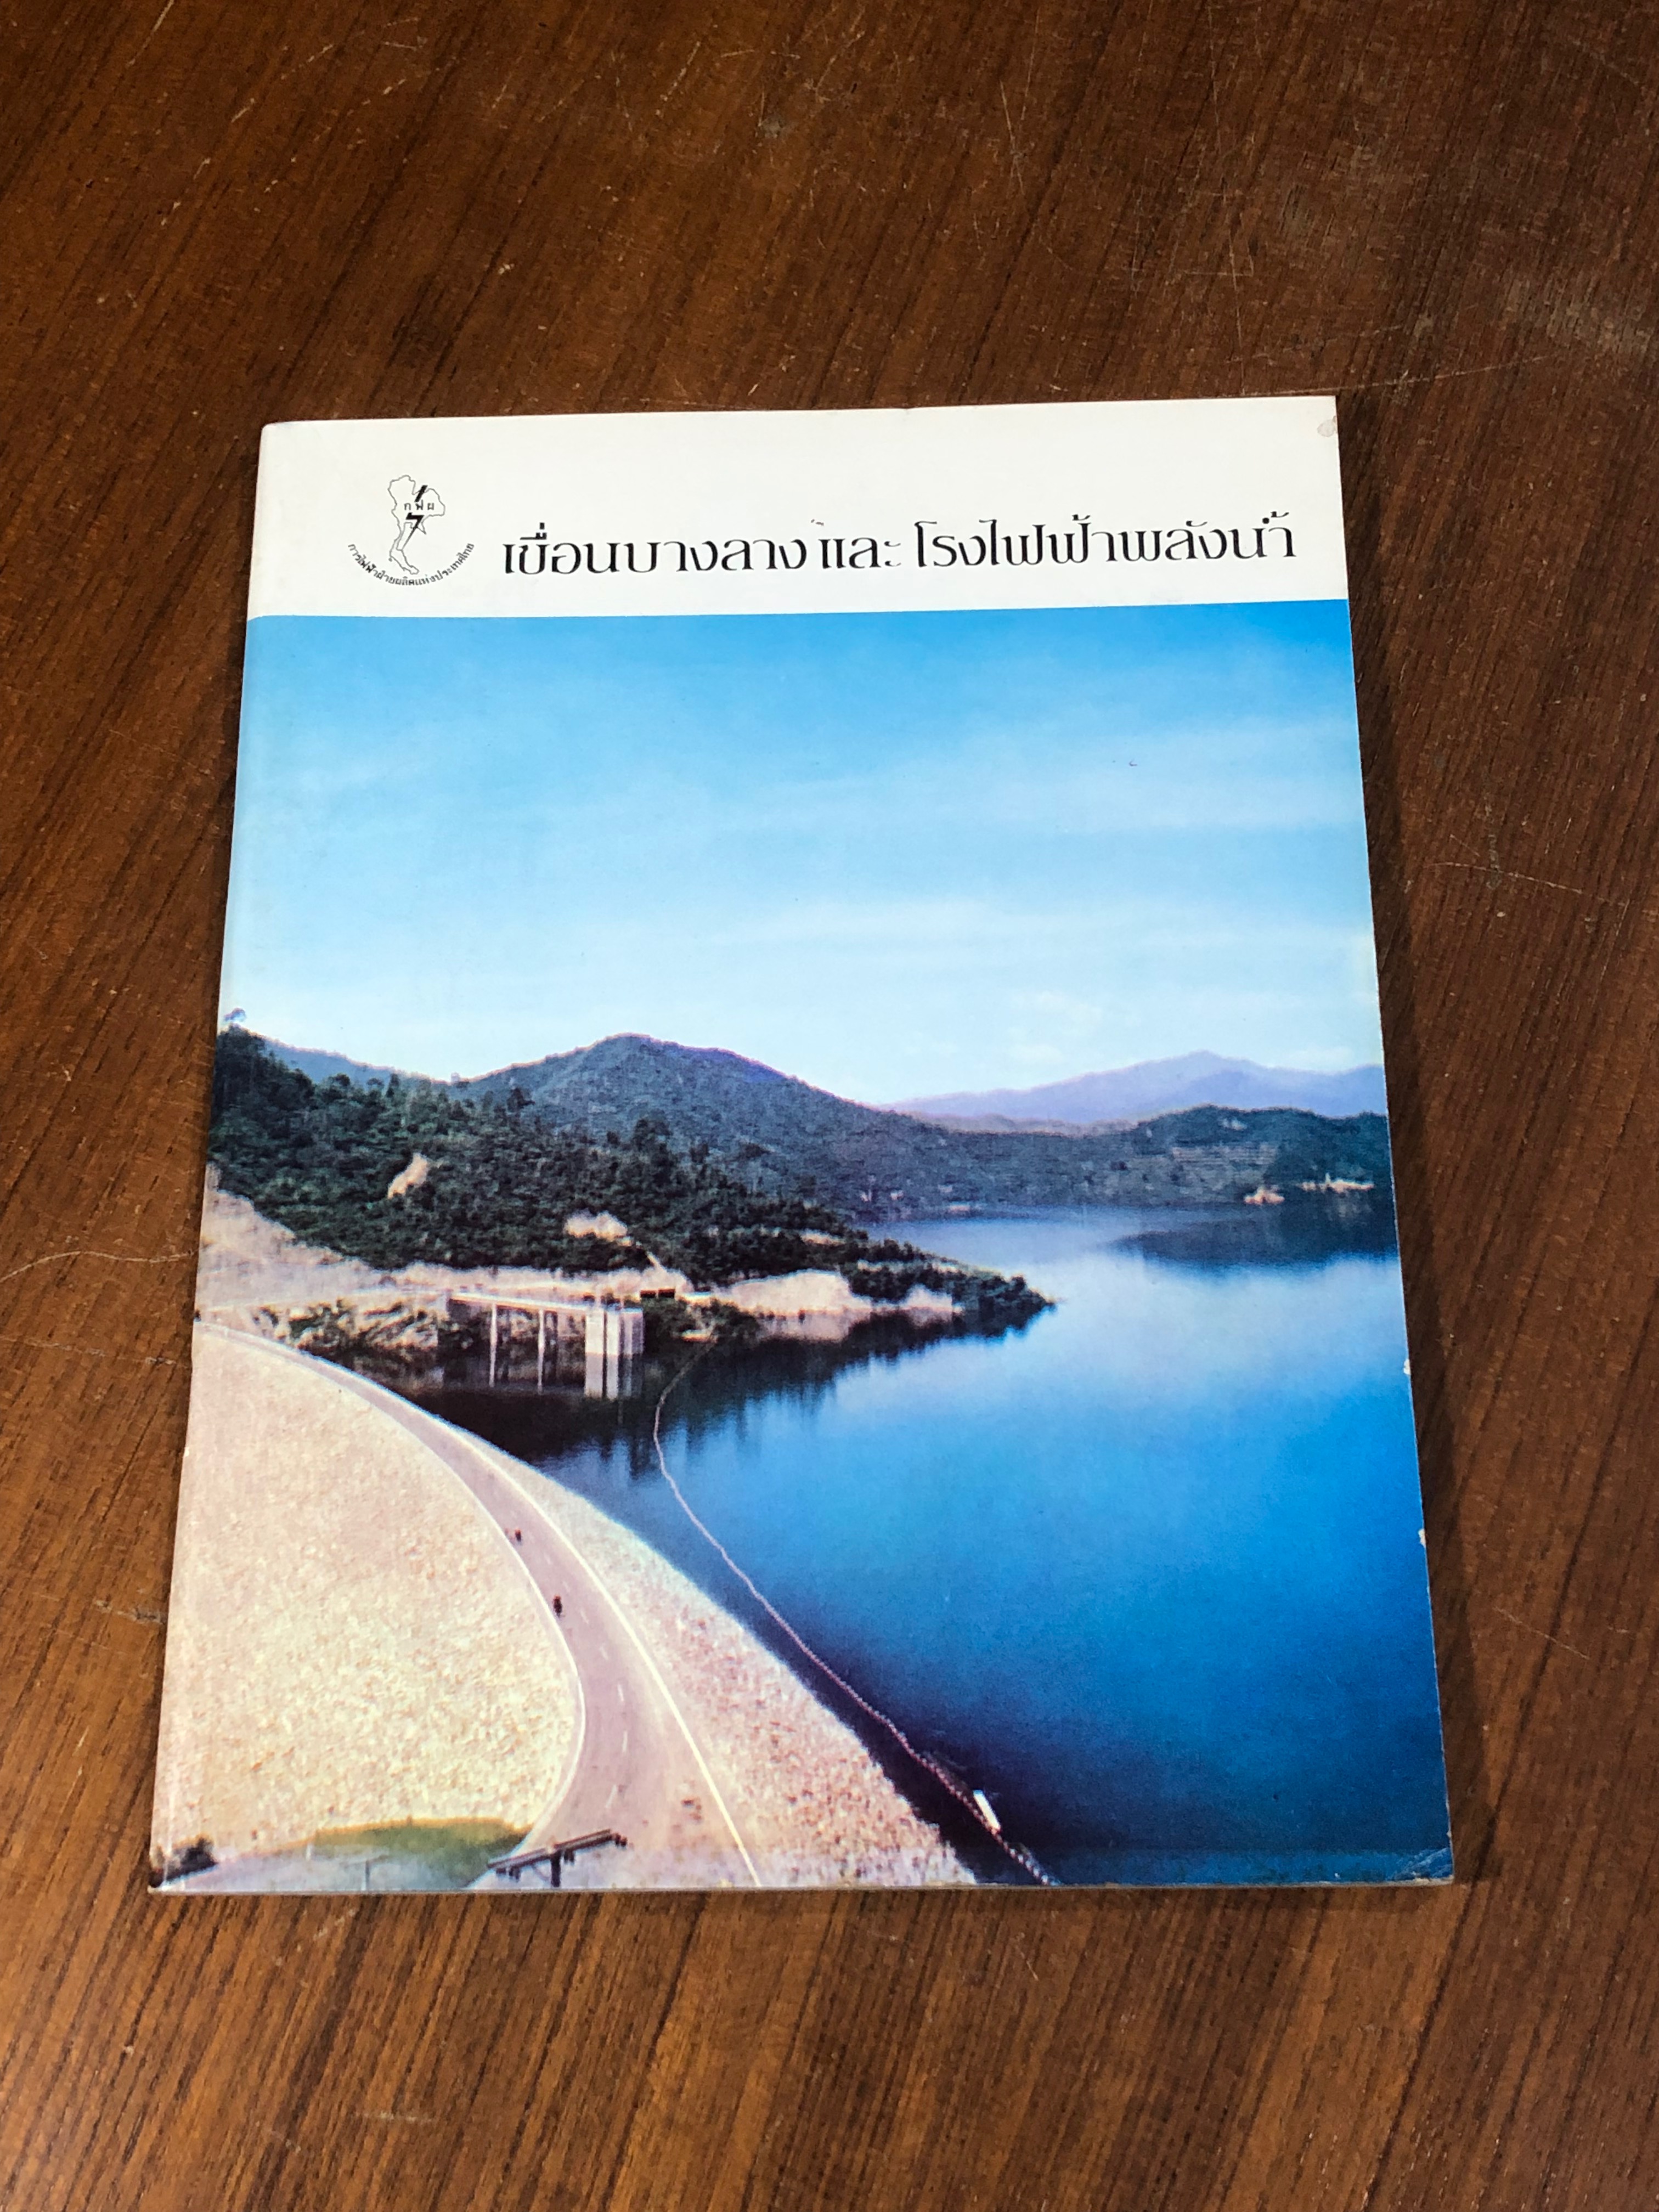 กฟผ
การไฟฟ้าฝ่ายผลิตแห่งประเทศไทย
เขื่อนบางลาง และ โรงไฟฟ้าพลังน้ำ